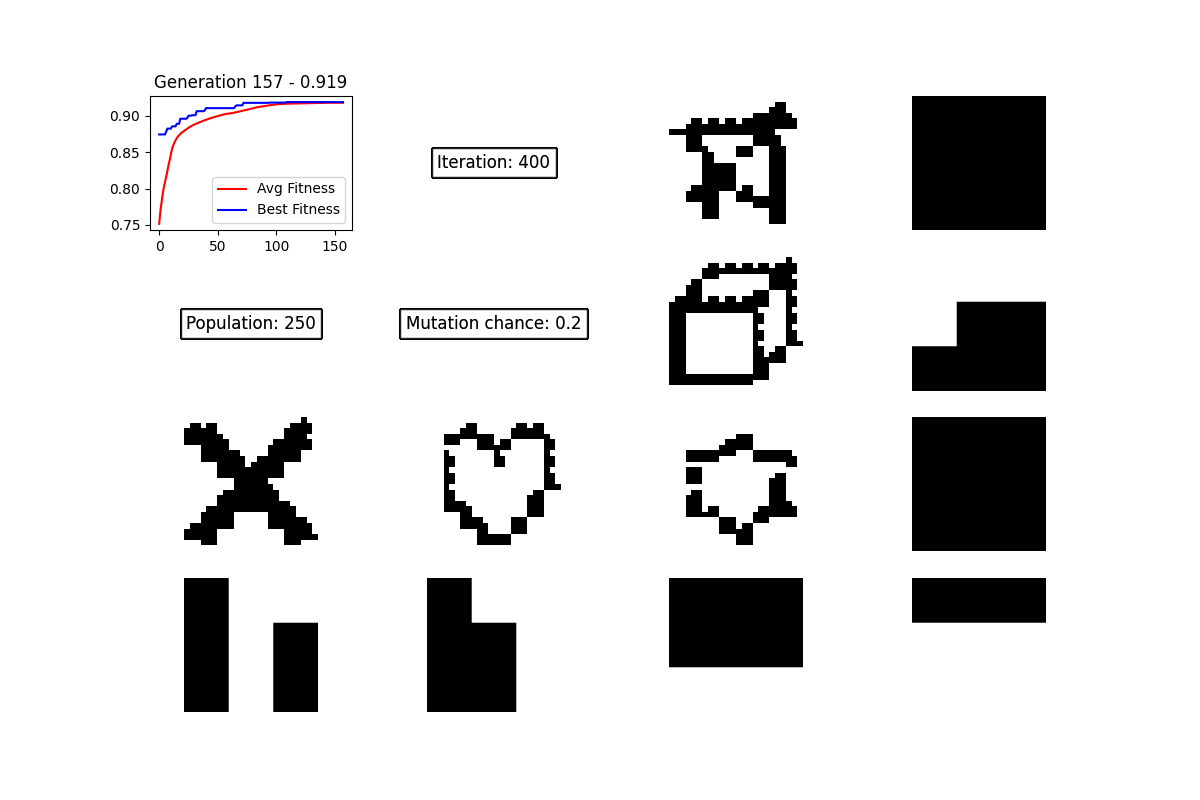 Generation 157 - 0.919
0.90
0.85
0.80
0.75
0 50 100 150
Avg Fitness
Best Fitness
Iteration: 400
Population: 250
Mutation chance: 0.2